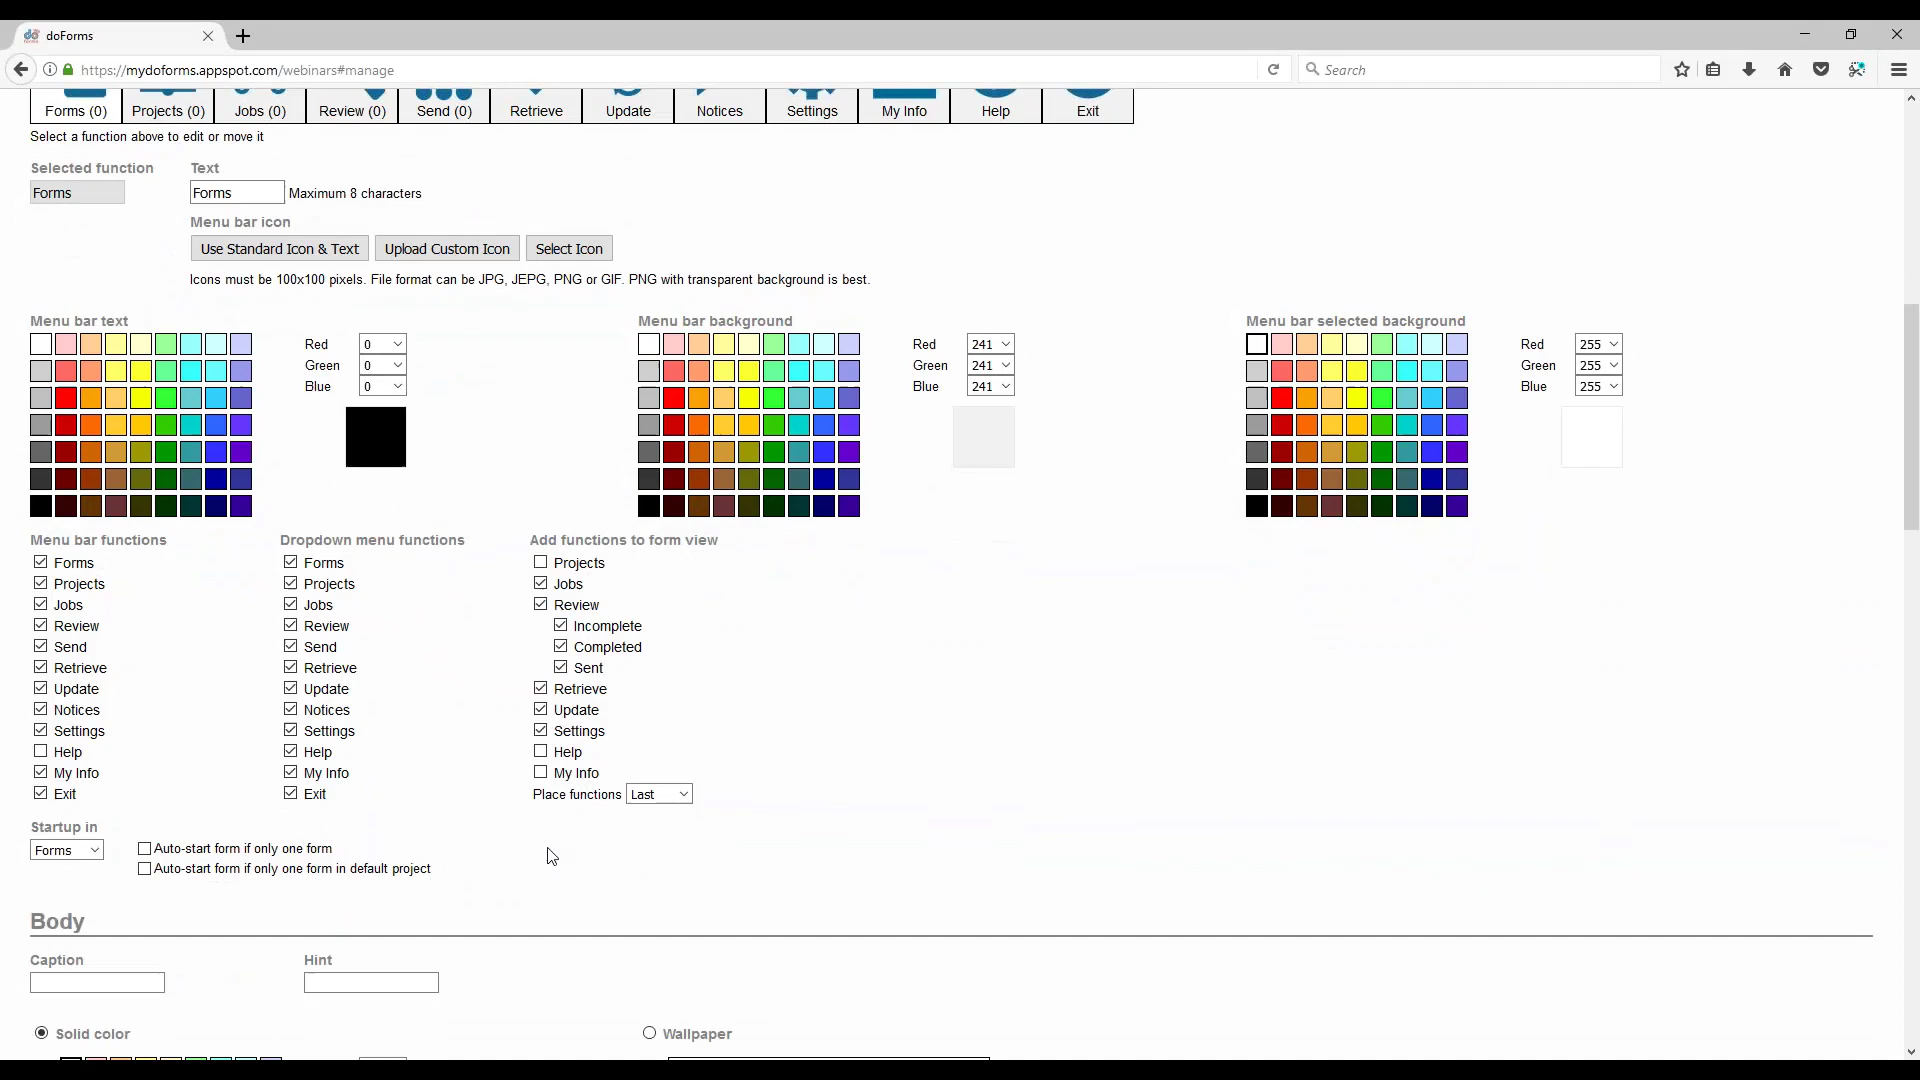 doForms
https://mydoforms.appspot.com/webinars#manage
Search
Forms (0) Projects (0) Jobs (0) Review (0) Send (0) Retrieve Update Notices Settings My Info Help Exit
Select a function above to edit or move it
Selected function Text
Forms Forms Maximum 8 characters
Menu bar icon
Use Standard Icon & Text Upload Custom Icon Select Icon
Icons must be 100x100 pixels. File format can be JPG, JEPG, PNG or GIF. PNG with transparent background is best.
Menu bar text Menu bar background Menu bar selected background
Red 0 Red 241 Red 255
Green 0 Green 241 Green 255
Blue 0 Blue 241 Blue 255
Menu bar functions Dropdown menu functions Add functions to form view
Forms Forms Projects
Projects Projects Jobs
Jobs Jobs Review
Review Review Incomplete
Send Send Completed
Retrieve Retrieve Sent
Update Update Retrieve
Notices Notices Update
Settings Settings Settings
Help Help Help
My Info My Info My Info
Exit Exit Place functions Last
Startup in
Forms Auto-start form if only one form
Auto-start form if only one form in default project
Body
Caption Hint
Solid color Wallpaper